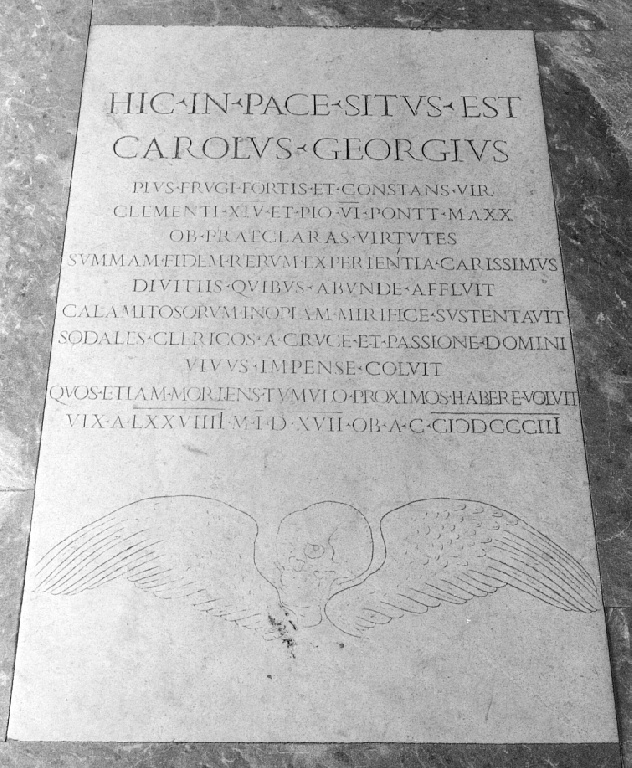 HIC·IN·PACE·SITVS·EST
CAROLVS·GEORGIVS
PIVS·FRVGI·FORTIS·ET·CONSTANS·VIR
CLEMENTI·XIV·ET·PIO·VI·PONTT·MAXX
OB·PRAECLARAS·VIRTVTES
SVMMAM·FIDEM·RERVM·EXPERIENTIA·CARISSIMVS
DIVITIIS·QVIBVS·ABVNDE·AFFLVIT
CALAMITOSORVM·INOPIAM·MIRIFICE·SVSTENTAVIT
SODALES·CLERICOS·A·CRVCE·ET·PASSIONE·DOMINI
VIVVS·IMPENSE·COLVIT
QVOS·ETIAM·MORIENS·TVMVLO·PROXIMOS·HABERE·VOLVIT
VIX·A·LXXVIIII·M·I·D·XVII·OB·A·C·CIↃDCCCIII